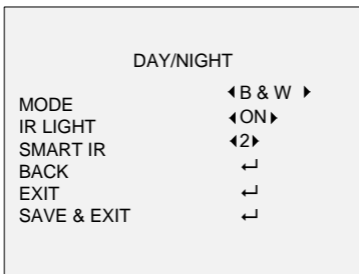 DAY/NIGHT
MODE ◂ B & W ▸
IR LIGHT ◂ON▸
SMART IR ◂2▸
BACK ↵
EXIT ↵
SAVE & EXIT ↵